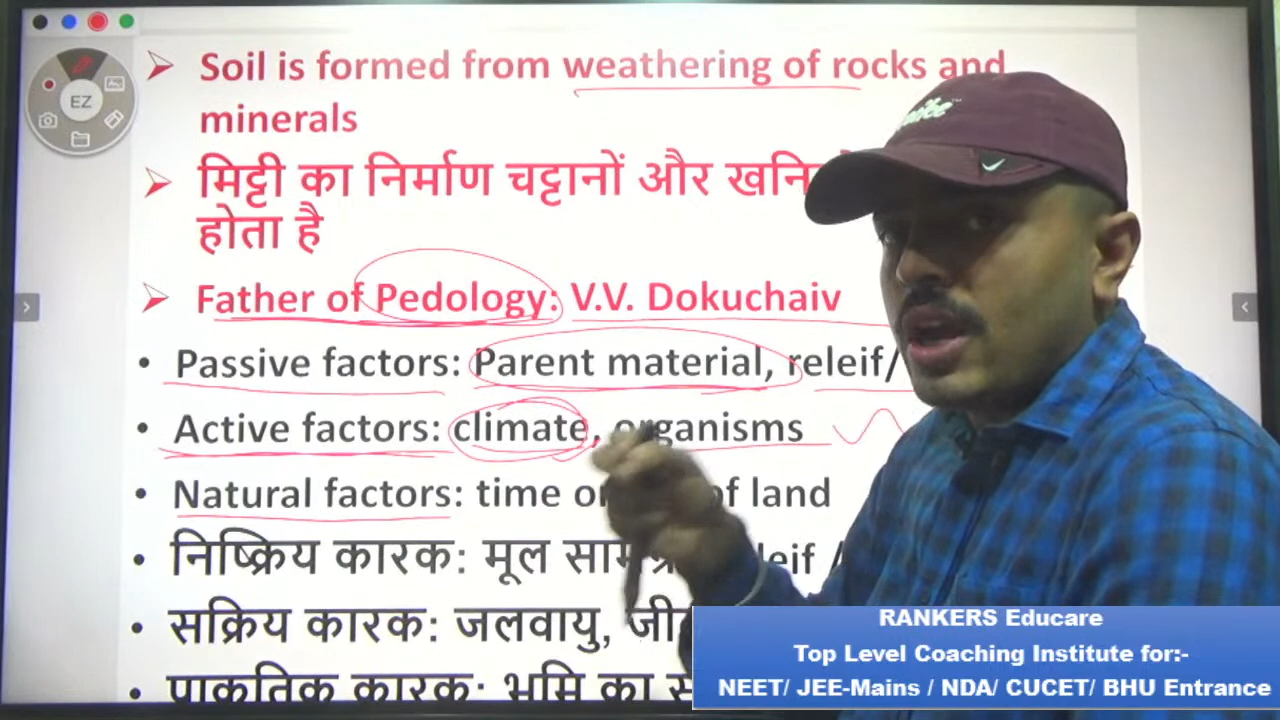 EZ
➢ Soil is formed from weathering of rocks and
minerals
➢ मिट्टी का निर्माण चट्टानों और
होता है
➢ Father of Pedology: V.V. Dokuchaiv
• Passive factors: Parent material, releif/
• Active factors: climate, organisms
• Natural factors: time of land
• निष्क्रिय कारक: मूल /
• सक्रिय कारक: जलवायु,
• प्राकृतिक कारक: भूमि का
RANKERS Educare
Top Level Coaching Institute for:-
NEET/ JEE-Mains / NDA/ CUCET/ BHU Entrance